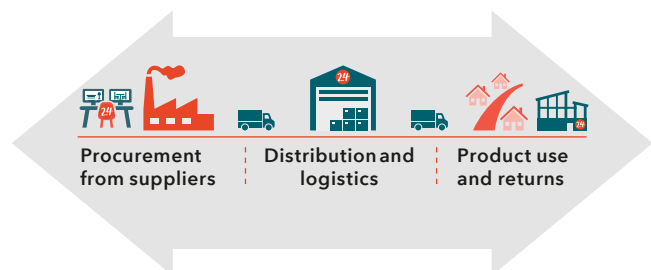 24
24
24
Procurement
from suppliers
Distribution and
logistics
Product use
and returns